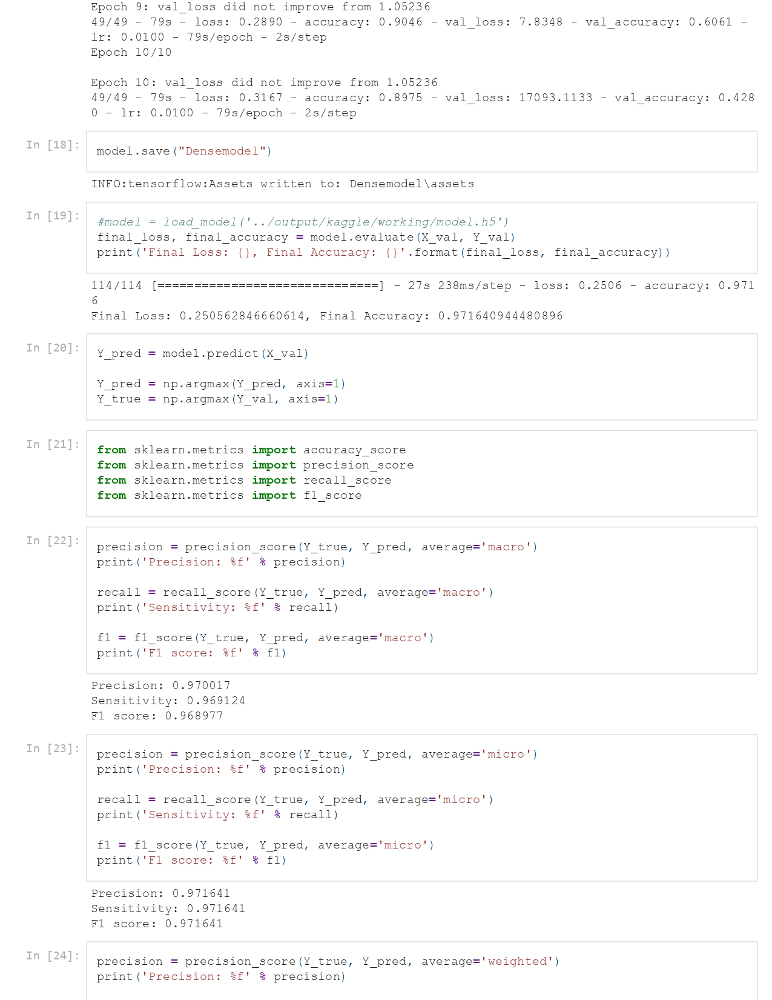 Epoch 9: val_loss did not improve from 1.05236
49/49 - 79s - loss: 0.2890 - accuracy: 0.9046 - val_loss: 7.8348 - val_accuracy: 0.6061 -
lr: 0.0100 - 79s/epoch - 2s/step
Epoch 10/10
Epoch 10: val_loss did not improve from 1.05236
49/49 - 79s - loss: 0.3167 - accuracy: 0.8975 - val_loss: 17093.1133 - val_accuracy: 0.428
0 - lr: 0.0100 - 79s/epoch - 2s/step
In [18]:
model.save("Densemodel")
INFO:tensorflow:Assets written to: Densemodel\assets
In [19]:
#model = load_model('../output/kaggle/working/model.h5')
final_loss, final_accuracy = model.evaluate(X_val, Y_val)
print('Final Loss: {}, Final Accuracy: {}'.format(final_loss, final_accuracy))
114/114 [==============================] - 27s 238ms/step - loss: 0.2506 - accuracy: 0.971
6
Final Loss: 0.250562846660614, Final Accuracy: 0.971640944480896
In [20]:
Y_pred = model.predict(X_val)
Y_pred = np.argmax(Y_pred, axis=1)
Y_true = np.argmax(Y_val, axis=1)
In [21]:
from sklearn.metrics import accuracy_score
from sklearn.metrics import precision_score
from sklearn.metrics import recall_score
from sklearn.metrics import f1_score
In [22]:
precision = precision_score(Y_true, Y_pred, average='macro')
print('Precision: %f' % precision)
recall = recall_score(Y_true, Y_pred, average='macro')
print('Sensitivity: %f' % recall)
f1 = f1_score(Y_true, Y_pred, average='macro')
print('F1 score: %f' % f1)
Precision: 0.970017
Sensitivity: 0.969124
F1 score: 0.968977
In [23]:
precision = precision_score(Y_true, Y_pred, average='micro')
print('Precision: %f' % precision)
recall = recall_score(Y_true, Y_pred, average='micro')
print('Sensitivity: %f' % recall)
f1 = f1_score(Y_true, Y_pred, average='micro')
print('F1 score: %f' % f1)
Precision: 0.971641
Sensitivity: 0.971641
F1 score: 0.971641
In [24]:
precision = precision_score(Y_true, Y_pred, average='weighted')
print('Precision: %f' % precision)